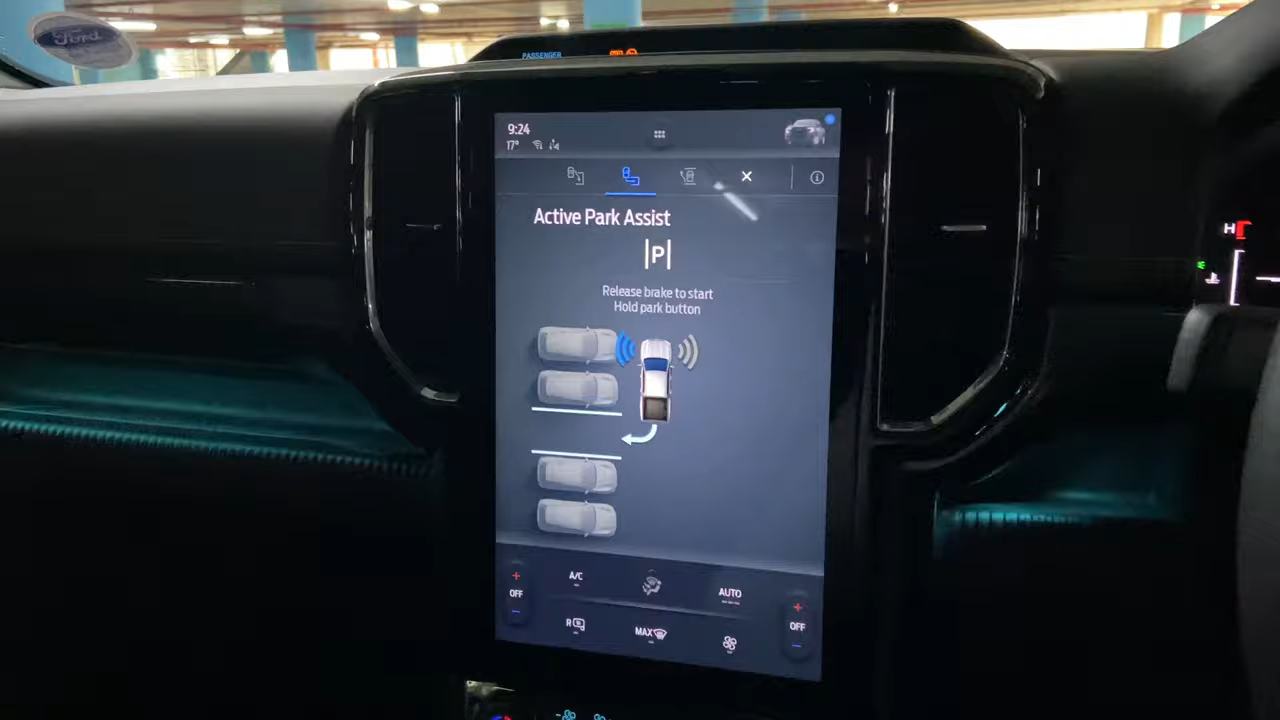 Ford
PASSENGER
9:24
17°
Active Park Assist
|P|
Release brake to start
Hold park button
H
A/C
OFF
AUTO
OFF
R
MAX